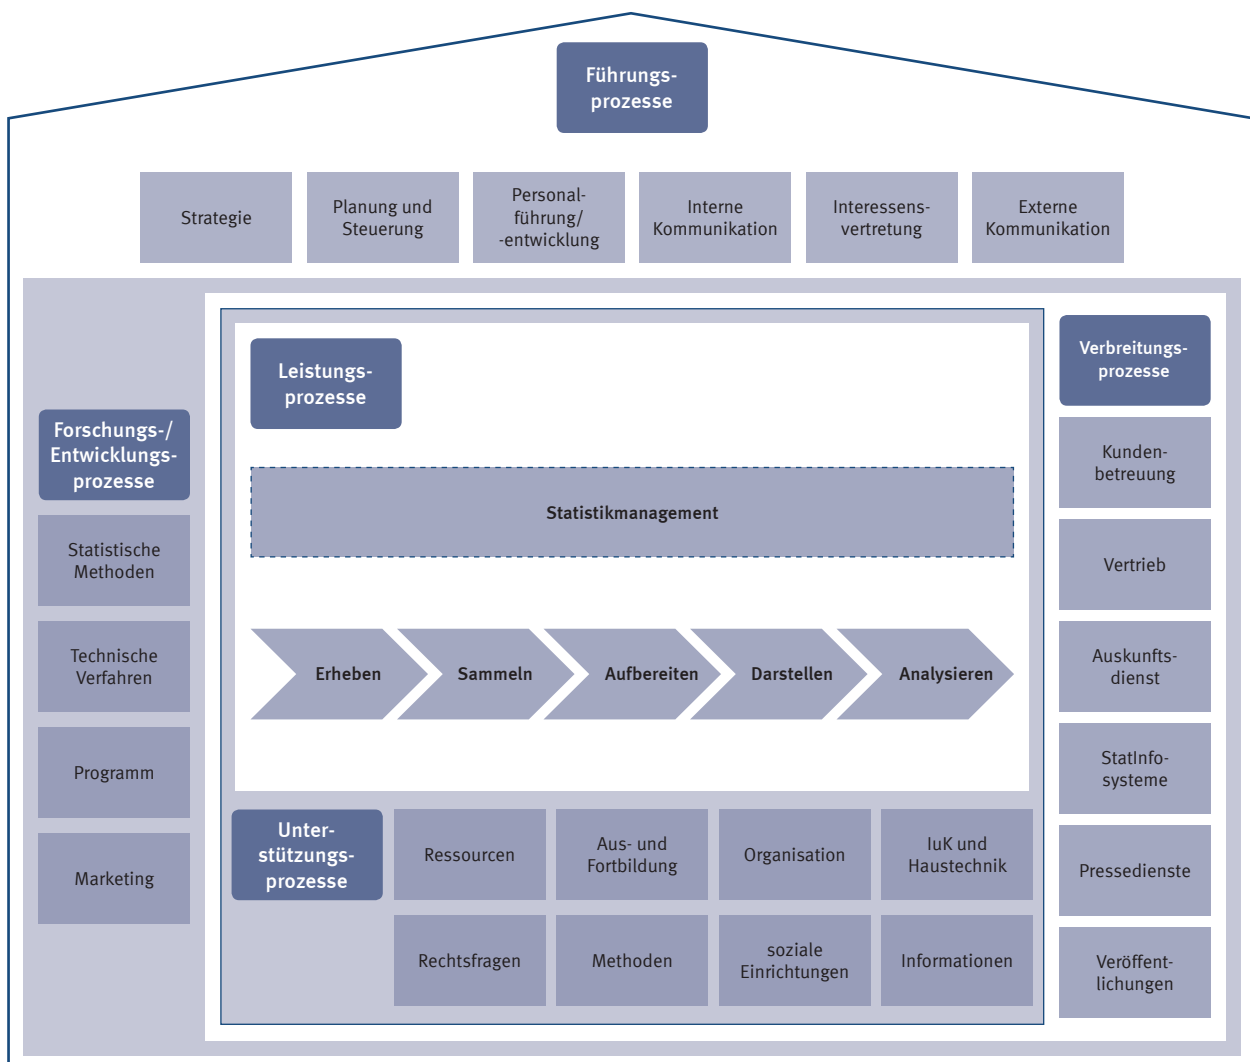 Führungs-
prozesse
Strategie
Planung und
Steuerung
Personal-
führung/
-entwicklung
Interne
Kommunikation
Interessens-
vertretung
Externe
Kommunikation
Forschungs-/
Entwicklungs-
prozesse
Statistische
Methoden
Technische
Verfahren
Programm
Marketing
Leistungs-
prozesse
Statistikmanagement
Erheben
Sammeln
Aufbereiten
Darstellen
Analysieren
Unter-
stützungs-
prozesse
Ressourcen
Aus- und
Fortbildung
Organisation
IuK und
Haustechnik
Rechtsfragen
Methoden
soziale
Einrichtungen
Informationen
Verbreitungs-
prozesse
Kunden-
betreuung
Vertrieb
Auskunfts-
dienst
StatInfo-
systeme
Pressedienste
Veröffent-
lichungen